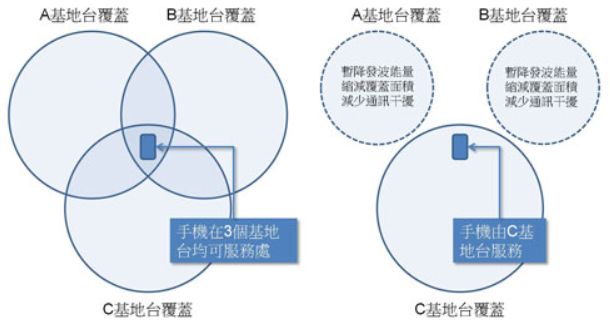 A基地台覆蓋
B基地台覆蓋
手機在3個基地
台均可服務處
C基地台覆蓋
A基地台覆蓋
B基地台覆蓋
暫降發波能量
縮減覆蓋面積
減少通訊干擾
暫降發波能量
縮減覆蓋面積
減少通訊干擾
手機由C基
地台服務
C基地台覆蓋